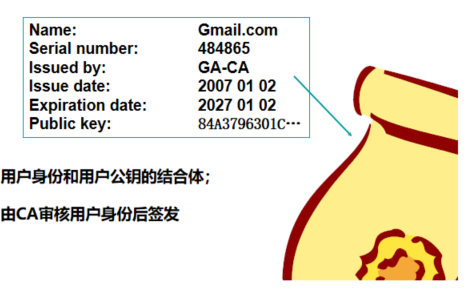 Name: Gmail.com
Serial number: 484865
Issued by: GA-CA
Issue date: 2007 01 02
Expiration date: 2027 01 02
Public key: 84A3796301C…
用户身份和用户公钥的结合体；
由CA审核用户身份后签发